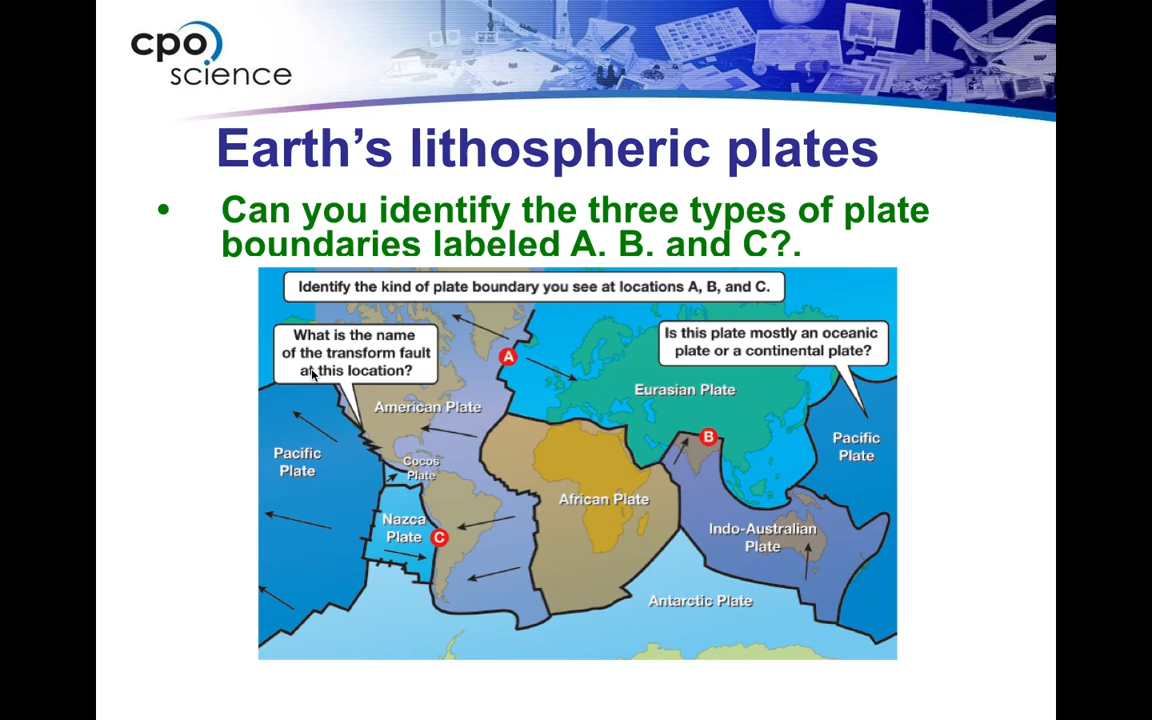 cpo
science
Earth's lithospheric plates
• Can you identify the three types of plate
boundaries labeled A, B, and C?.
Identify the kind of plate boundary you see at locations A, B, and C.
What is the name
of the transform fault
at this location?
Is this plate mostly an oceanic
plate or a continental plate?
A
Eurasian Plate
American Plate
B
Pacific
Plate
Pacific
Plate
Cocos
Plate
African Plate
Nazca
Plate
C
Indo-Australian
Plate
Antarctic Plate